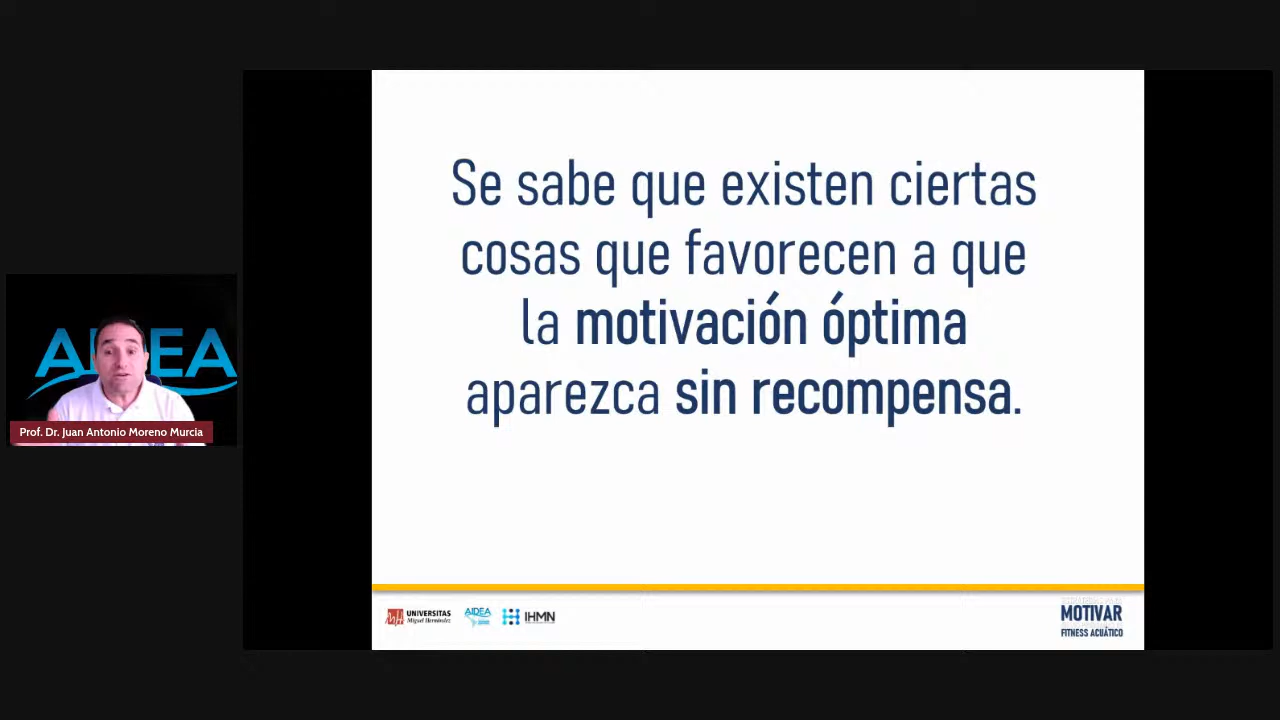 Se sabe que existen ciertas
cosas que favorecen a que
la motivación óptima
aparezca sin recompensa.
AIDEA
Prof. Dr. Juan Antonio Moreno Murcia
UNIVERSITAS
Miguel Hernández
AIDEA
IHMN
MOTIVAR
FITNESS ACUÁTICO